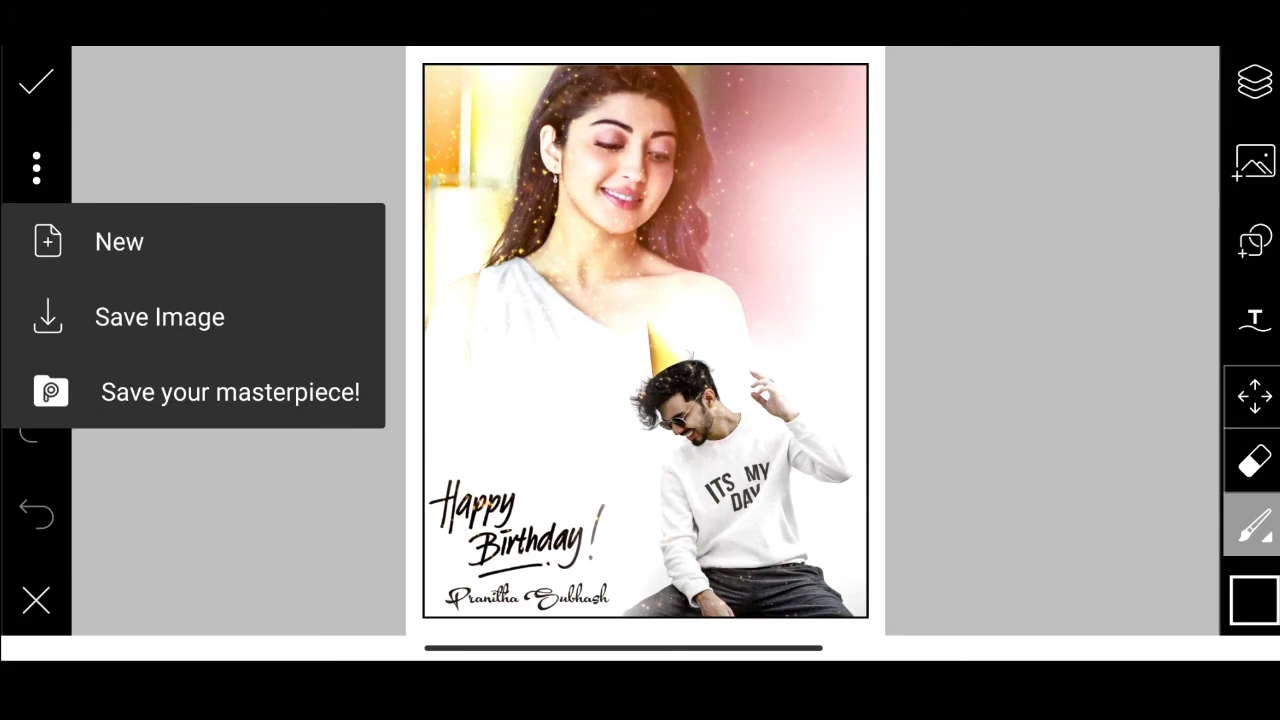 New
Save Image
Save your masterpiece!
ITS MY
DAY
Happy
Birthday!
Pranitha Subhash
T